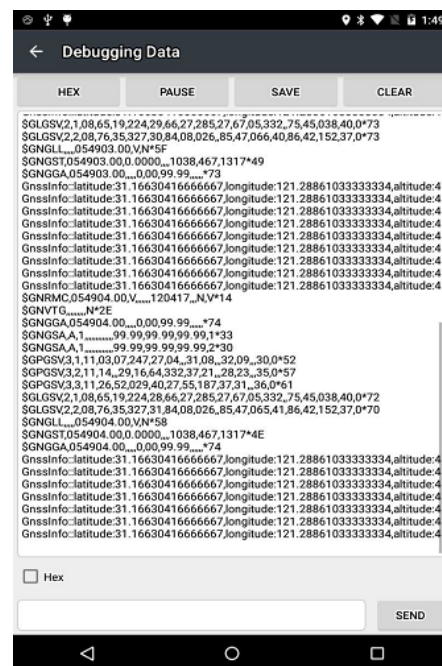 1:49
Debugging Data
HEX PAUSE SAVE CLEAR
$GLGSV,2,1,08,65,19,224,29,66,27,285,27,67,05,332,,75,45,038,40,0*73
$GLGSV,2,2,08,76,35,327,30,84,08,026,,85,47,066,40,86,42,152,37,0*70
$GNGLL,,,,,054903.00,V,N*5F
$GNGST,054903.00,0.0000,,,,1038,467,1317*49
$GNGGA,054903.00,,,,,0,00,99.99,,,,,,*73
GnssInfo::latitude:31.16630416666667,longitude:121.28861033333334,altitude:4
GnssInfo::latitude:31.16630416666667,longitude:121.28861033333334,altitude:4
GnssInfo::latitude:31.16630416666667,longitude:121.28861033333334,altitude:4
GnssInfo::latitude:31.16630416666667,longitude:121.28861033333334,altitude:4
GnssInfo::latitude:31.16630416666667,longitude:121.28861033333334,altitude:4
GnssInfo::latitude:31.16630416666667,longitude:121.28861033333334,altitude:4
GnssInfo::latitude:31.16630416666667,longitude:121.28861033333334,altitude:4
GnssInfo::latitude:31.16630416666667,longitude:121.28861033333334,altitude:4
GnssInfo::latitude:31.16630416666667,longitude:121.28861033333334,altitude:4
$GNRMC,054904.00,V,,,,,,,120417,,,N,V*14
$GNVTG,,,,,,,,,N*2E
$GNGGA,054904.00,,,,,0,00,99.99,,,,,,*74
$GNGSA,A,1,,,,,,,,,,,,,99.99,99.99,99.99,1*33
$GNGSA,A,1,,,,,,,,,,,,,99.99,99.99,99.99,2*30
$GPGSV,3,1,11,03,07,247,27,04,,,31,08,,,32,09,,,30,0*52
$GPGSV,3,2,11,14,,,29,16,64,332,37,21,,,28,23,,,35,0*57
$GPGSV,3,3,11,26,52,029,40,27,55,187,37,31,,,36,0*61
$GLGSV,2,1,08,65,19,224,28,66,27,285,27,67,05,332,,75,45,038,40,0*72
$GLGSV,2,2,08,76,35,327,31,84,08,026,,85,47,065,41,86,42,152,37,0*70
$GNGLL,,,,,054904.00,V,N*58
$GNGST,054904.00,0.0000,,,,1038,467,1317*4E
$GNGGA,054904.00,,,,,0,00,99.99,,,,,,*74
GnssInfo::latitude:31.16630416666667,longitude:121.28861033333334,altitude:4
GnssInfo::latitude:31.16630416666667,longitude:121.28861033333334,altitude:4
GnssInfo::latitude:31.16630416666667,longitude:121.28861033333334,altitude:4
GnssInfo::latitude:31.16630416666667,longitude:121.28861033333334,altitude:4
GnssInfo::latitude:31.16630416666667,longitude:121.28861033333334,altitude:4
GnssInfo::latitude:31.16630416666667,longitude:121.28861033333334,altitude:4
GnssInfo::latitude:31.16630416666667,longitude:121.28861033333334,altitude:4
Hex
SEND